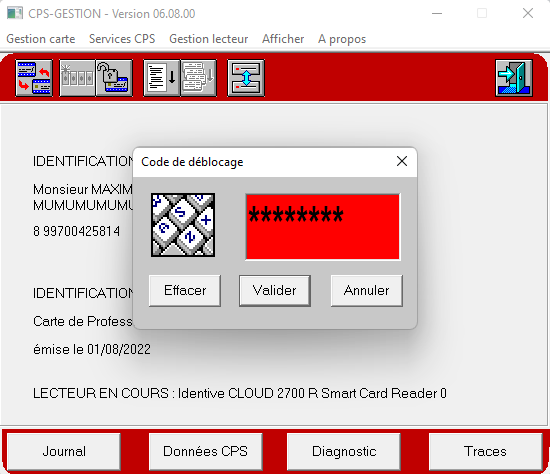 CPS-GESTION - Version 06.08.00
Gestion carte Services CPS Gestion lecteur Afficher A propos
IDENTIFICATION
Code de déblocage
Monsieur MAXIM
MUMUMUMUMU
********
8 99700425814
Effacer Valider Annuler
IDENTIFICATION
Carte de Profess
émise le 01/08/2022
LECTEUR EN COURS : Identive CLOUD 2700 R Smart Card Reader 0
Journal Données CPS Diagnostic Traces